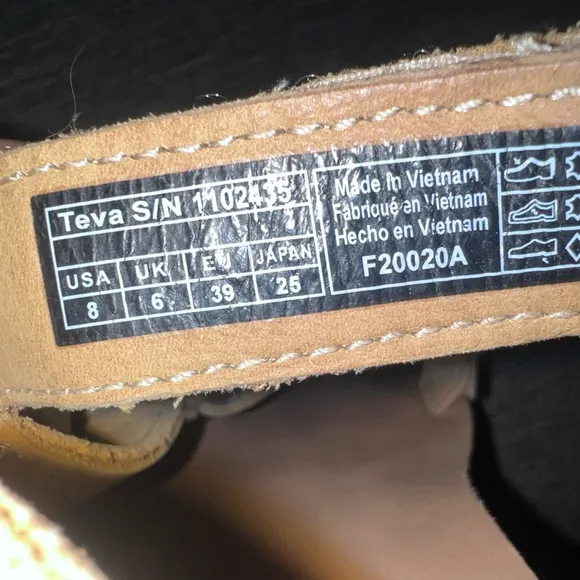 Teva S/N 1102435
USA UK EU JAPAN
8 6 39 25
Made in Vietnam
Fabriqué en Vietnam
Hecho en Vietnam
F20020A